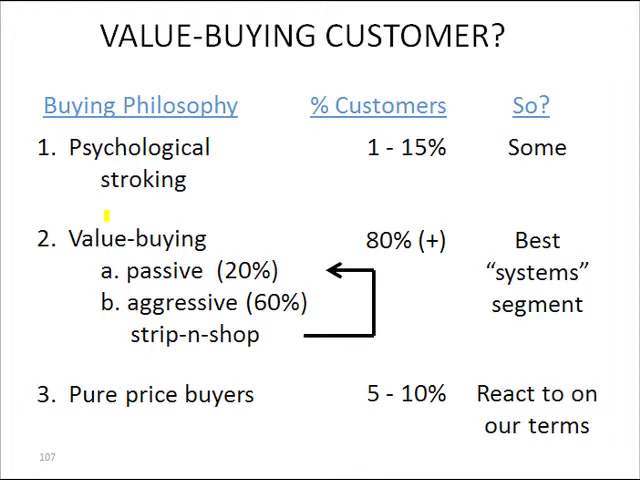 VALUE-BUYING CUSTOMER?
Buying Philosophy % Customers So?
1. Psychological 1 - 15% Some
stroking
2. Value-buying 80% (+) Best
a. passive (20%) "systems"
b. aggressive (60%) segment
strip-n-shop
3. Pure price buyers 5 - 10% React to on
our terms
107